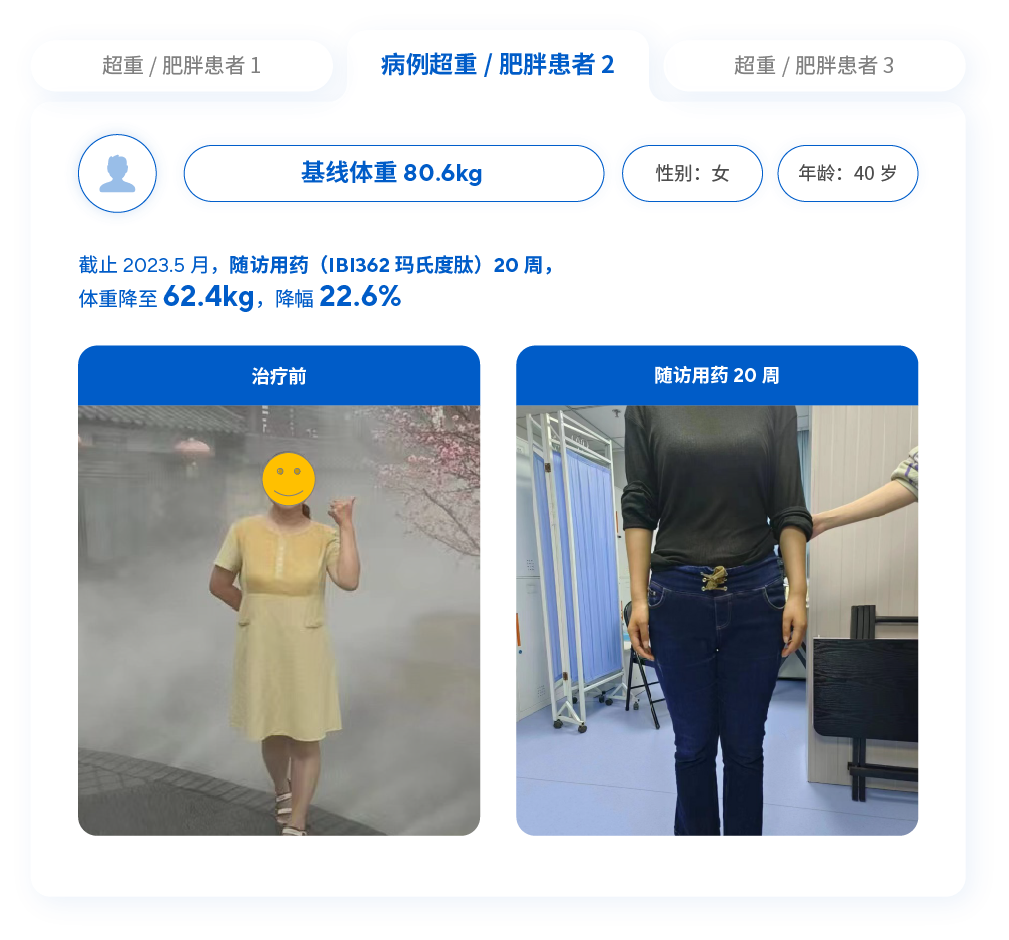 超重 / 肥胖患者 1
病例超重 / 肥胖患者 2
超重 / 肥胖患者 3
基线体重 80.6kg
性别：女
年龄：40 岁
截止 2023.5 月，随访用药（IBI362 玛氏度肽）20 周，
体重降至 62.4kg，降幅 22.6%
治疗前
随访用药 20 周